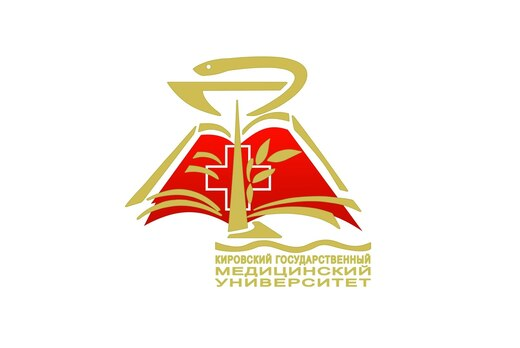 КИРОВСКИЙ ГОСУДАРСТВЕННЫЙ
МЕДИЦИНСКИЙ
УНИВЕРСИТЕТ